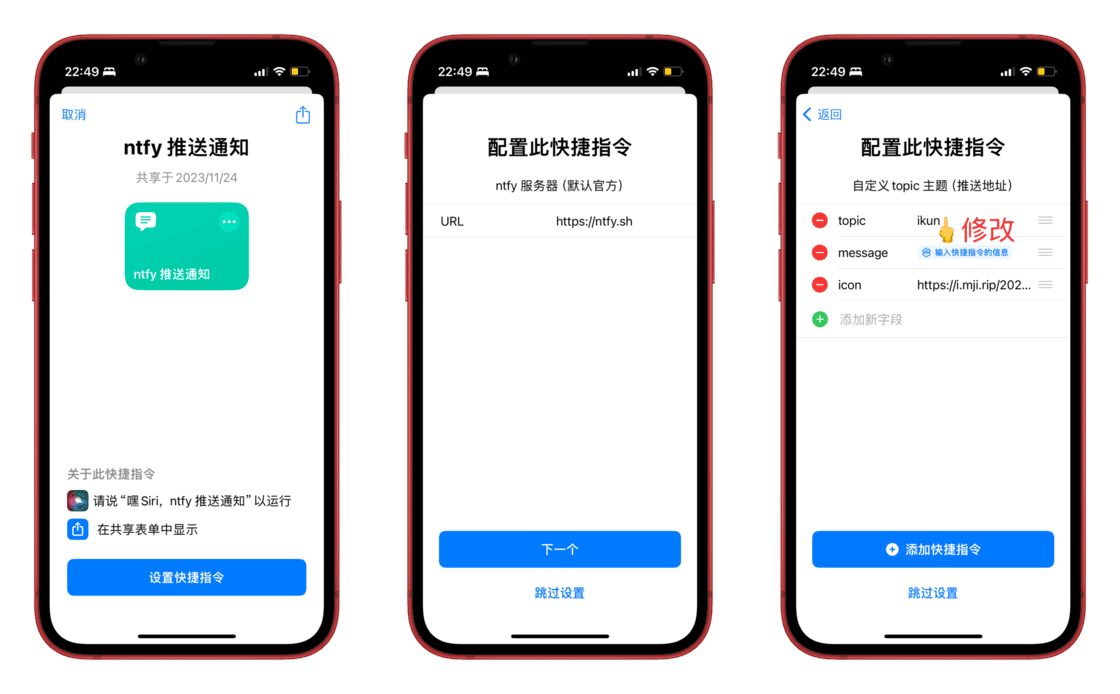 22:49
取消
ntfy 推送通知
共享于 2023/11/24
ntfy 推送通知
关于此快捷指令
请说“嘿 Siri，ntfy 推送通知”以运行
在共享表单中显示
设置快捷指令
22:49
配置此快捷指令
ntfy 服务器 (默认官方)
URL https://ntfy.sh
下一个
跳过设置
22:49
返回
配置此快捷指令
自定义 topic 主题 (推送地址)
topic ikun 修改
message 输入快捷指令的信息
icon https://i.mji.rip/202...
添加新字段
添加快捷指令
跳过设置